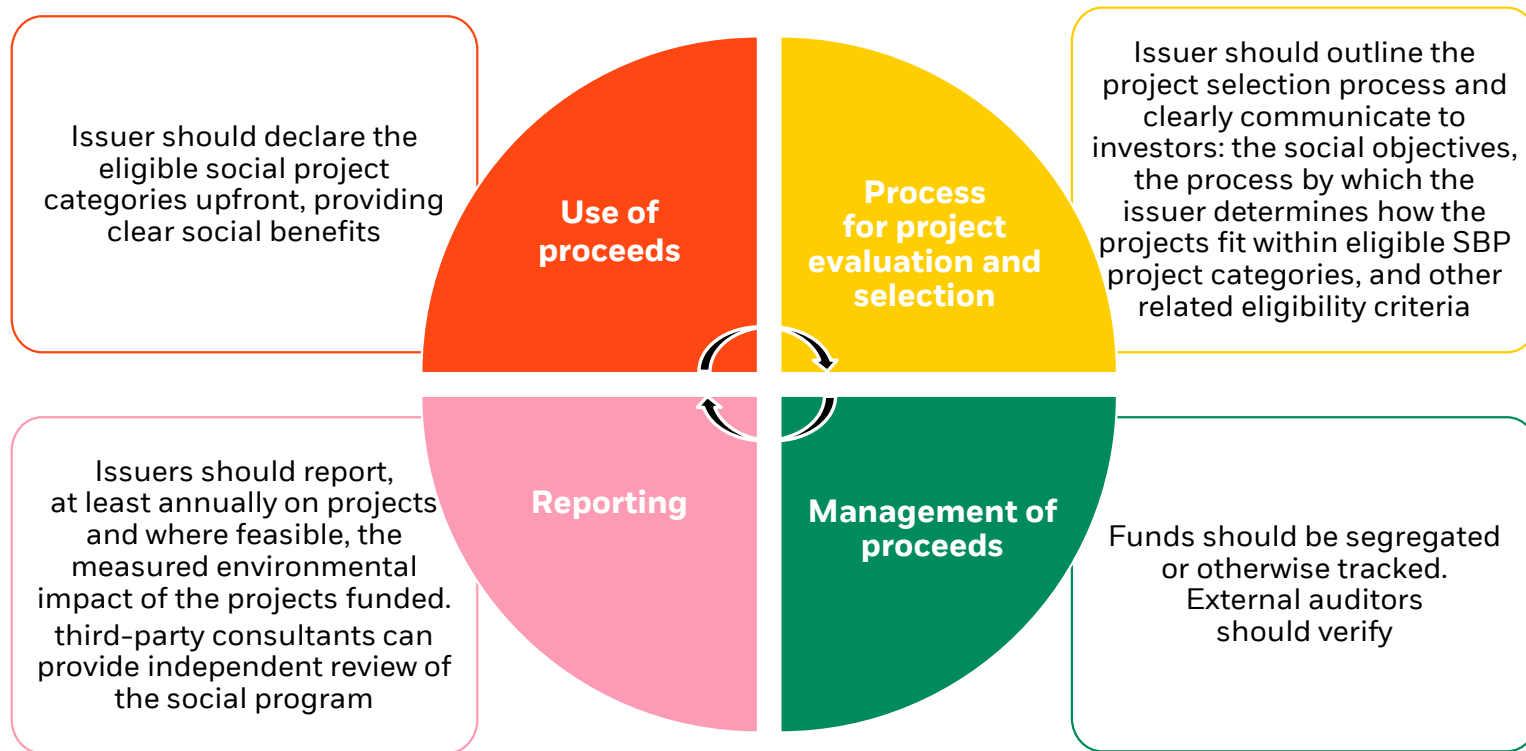 Issuer should declare the
eligible social project
categories upfront, providing
clear social benefits
Use of
proceeds
Process
for project
evaluation and
selection
Issuer should outline the
project selection process and
clearly communicate to
investors: the social objectives,
the process by which the
issuer determines how the
projects fit within eligible SBP
project categories, and other
related eligibility criteria
Issuers should report,
at least annually on projects
and where feasible, the
measured environmental
impact of the projects funded.
third-party consultants can
provide independent review of
the social program
Reporting
Management of
proceeds
Funds should be segregated
or otherwise tracked.
External auditors
should verify